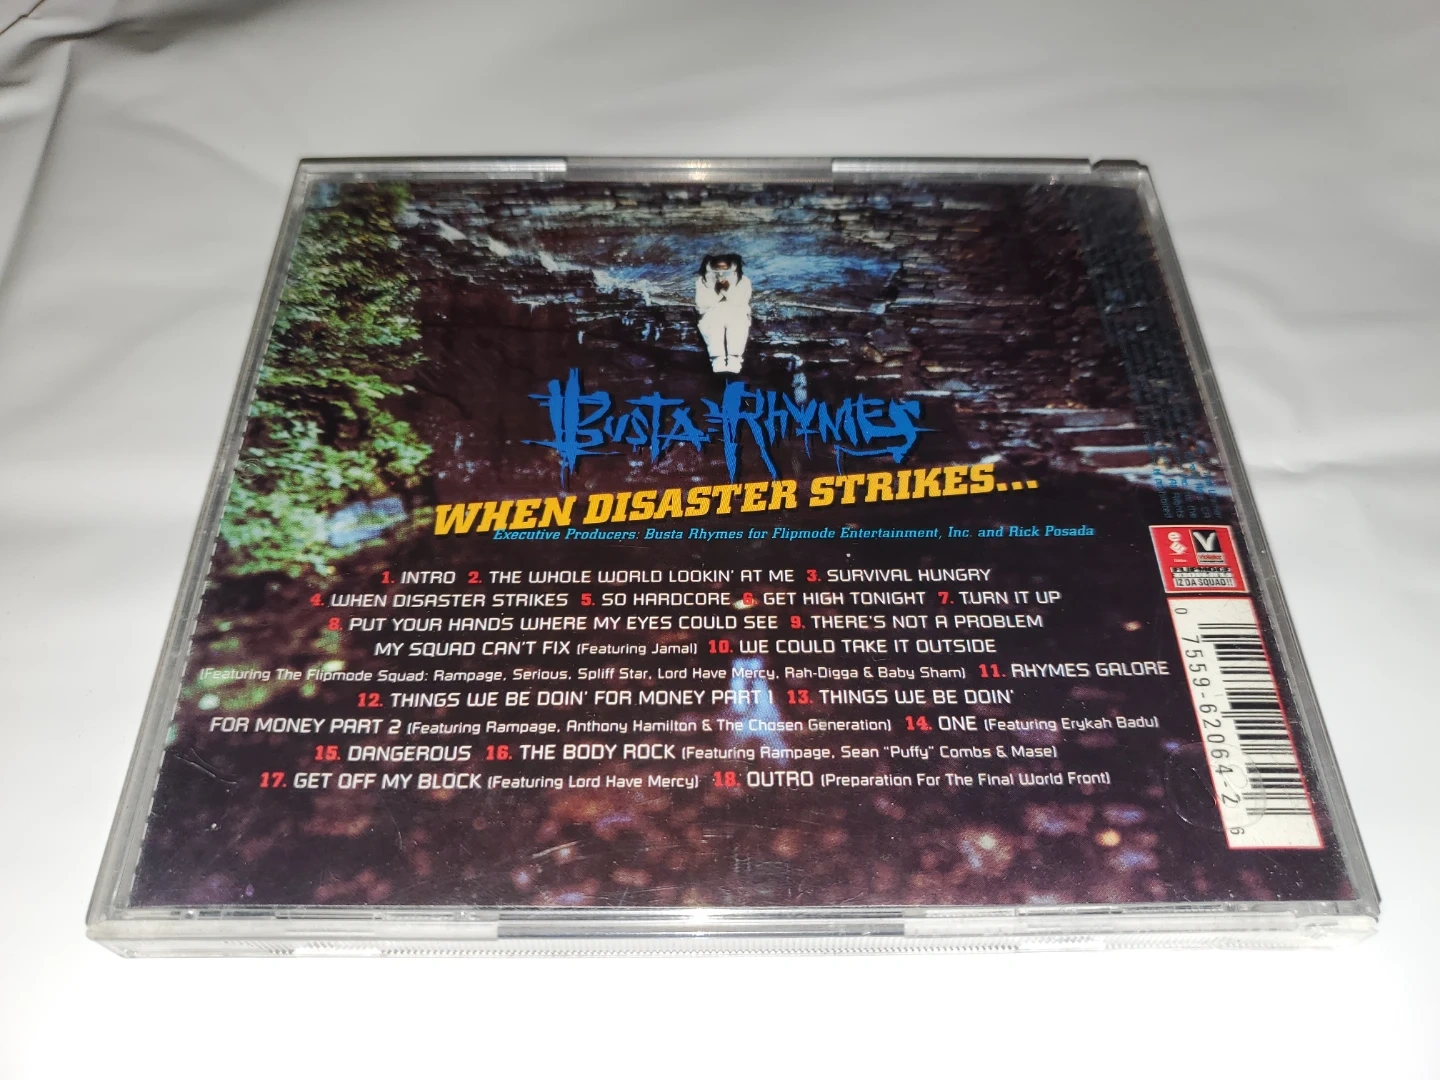 BUSTA RHYMES
WHEN DISASTER STRIKES...
Executive Producers: Busta Rhymes for Flipmode Entertainment, Inc. and Rick Posada
1. INTRO 2. THE WHOLE WORLD LOOKIN' AT ME 3. SURVIVAL HUNGRY
4. WHEN DISASTER STRIKES 5. SO HARDCORE 6. GET HIGH TONIGHT 7. TURN IT UP
8. PUT YOUR HANDS WHERE MY EYES COULD SEE 9. THERE'S NOT A PROBLEM
MY SQUAD CAN'T FIX (Featuring Jamal) 10. WE COULD TAKE IT OUTSIDE
(Featuring The Flipmode Squad: Rampage, Serious, Spliff Star, Lord Have Mercy, Rah-Digga & Baby Sham) 11. RHYMES GALORE
12. THINGS WE BE DOIN' FOR MONEY PART 1 13. THINGS WE BE DOIN'
FOR MONEY PART 2 (Featuring Rampage, Anthony Hamilton & The Chosen Generation) 14. ONE (Featuring Erykah Badu)
15. DANGEROUS 16. THE BODY ROCK (Featuring Rampage, Sean "Puffy" Combs & Mase)
17. GET OFF MY BLOCK (Featuring Lord Have Mercy) 18. OUTRO (Preparation For The Final World Front)
FLIPMODE
IZ DA SQUAD!!
0 7559-62064-2 6